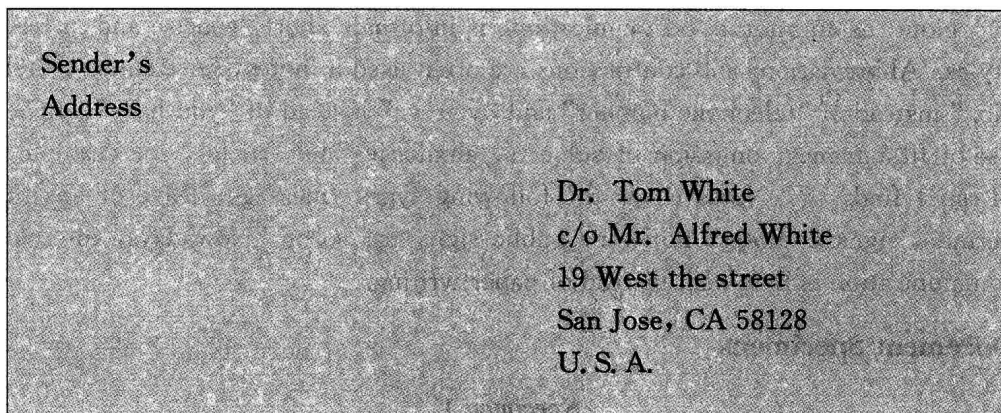 Sender's
Address
Dr. Tom White
c/o Mr. Alfred White
19 West the street
San Jose, CA 58128
U. S. A.